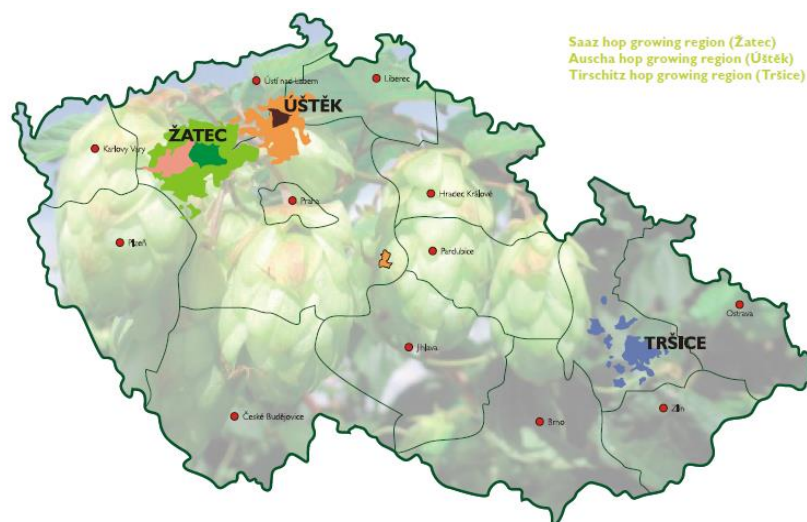 Saaz hop growing region (Žatec)
Auscha hop growing region (Úštěk)
Tirschitz hop growing region (Tršice)
Ústí nad Labem
Liberec
ÚŠTĚK
ŽATEC
Karlovy Vary
Praha
Hradec Králové
Plzeň
Pardubice
Ostrava
TRŠICE
Jihlava
České Budějovice
Brno
Zlín